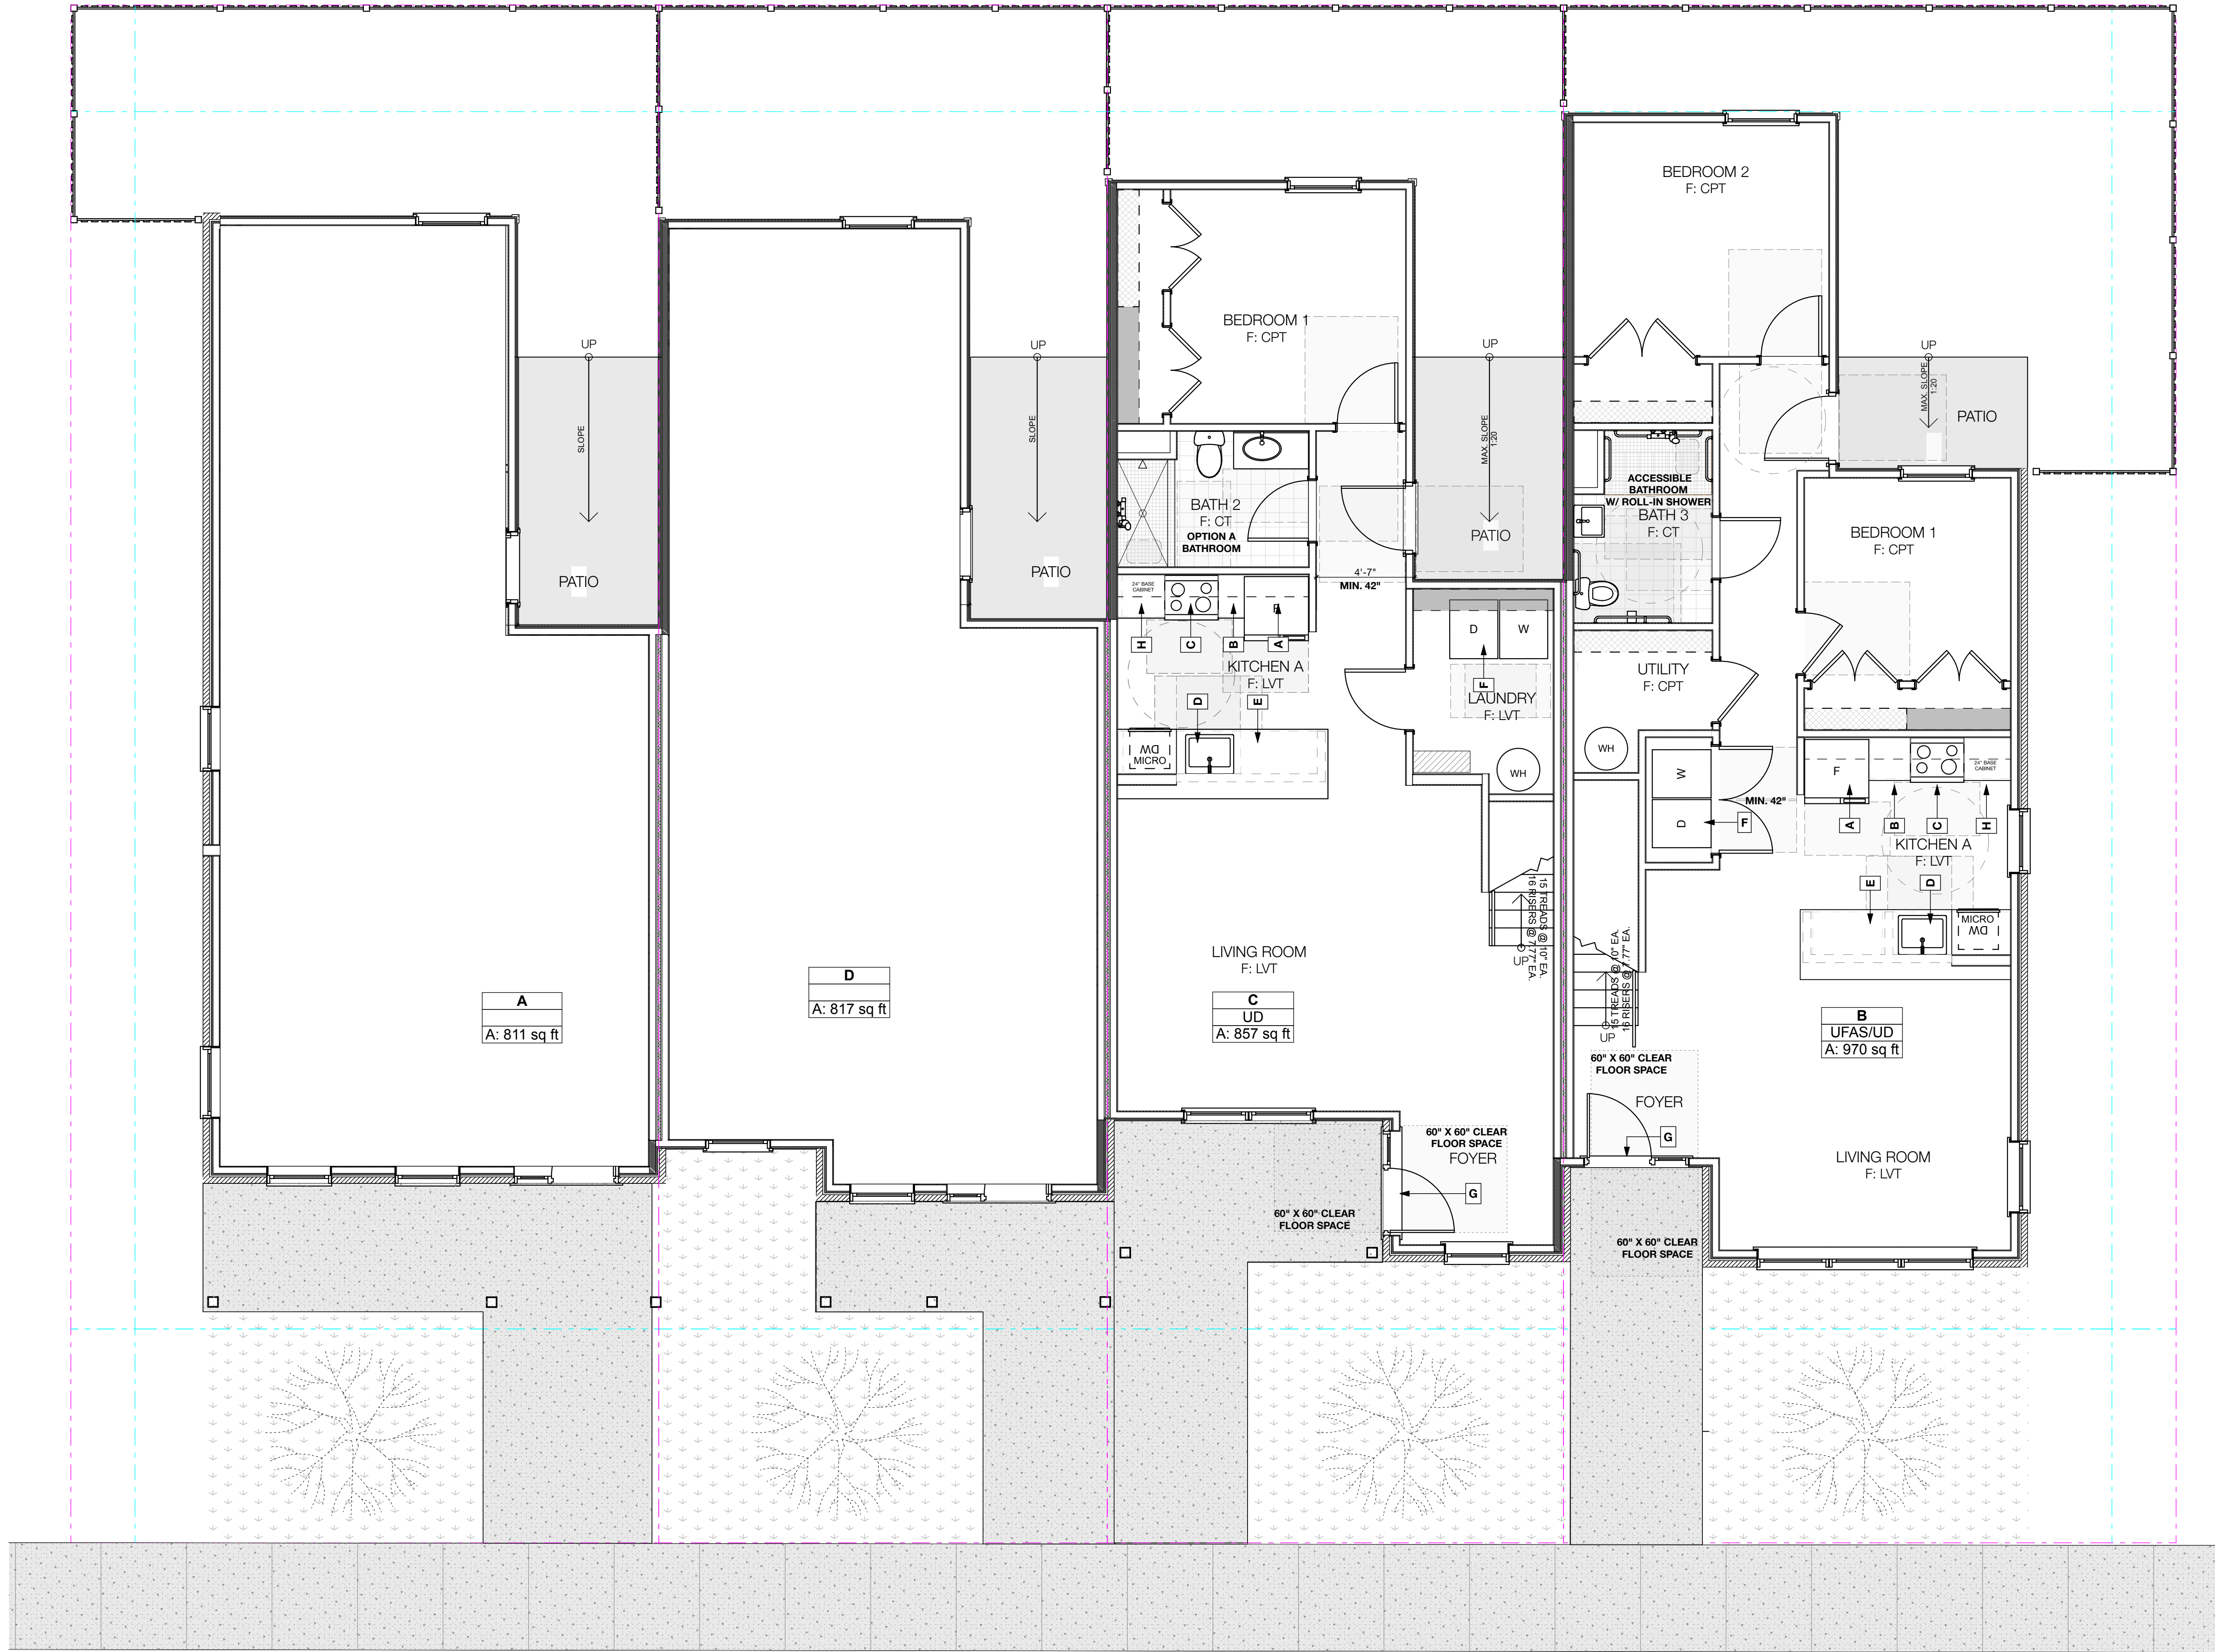 BEDROOM 2
F: CPT
BEDROOM 1
F: CPT
UP
SLOPE
PATIO
UP
SLOPE
PATIO
UP
MAX. SLOPE
1:20
PATIO
UP
MAX. SLOPE
1:20
PATIO
BATH 2
F: CT
OPTION A
BATHROOM
ACCESSIBLE
BATHROOM
W/ ROLL-IN SHOWER
BATH 3
F: CT
BEDROOM 1
F: CPT
4'-7"
MIN. 42"
24" BASE
CABINET
F
H
C
B
A
KITCHEN A
F: LVT
D
E
DW
MICRO
D
W
F
LAUNDRY
F: LVT
WH
UTILITY
F: CPT
WH
W
D
F
MIN. 42"
F
24" BASE
CABINET
A
B
C
H
KITCHEN A
F: LVT
E
D
MICRO
DW
15 TREADS @ 10" EA.
16 RISERS @ 7.77" EA.
UP
15 TREADS @ 10" EA.
16 RISERS @ 7.77" EA.
UP
LIVING ROOM
F: LVT
A
A: 811 sq ft
D
A: 817 sq ft
C
UD
A: 857 sq ft
B
UFAS/UD
A: 970 sq ft
60" X 60" CLEAR
FLOOR SPACE
FOYER
G
60" X 60" CLEAR
FLOOR SPACE
FOYER
G
LIVING ROOM
F: LVT
60" X 60" CLEAR
FLOOR SPACE
60" X 60" CLEAR
FLOOR SPACE